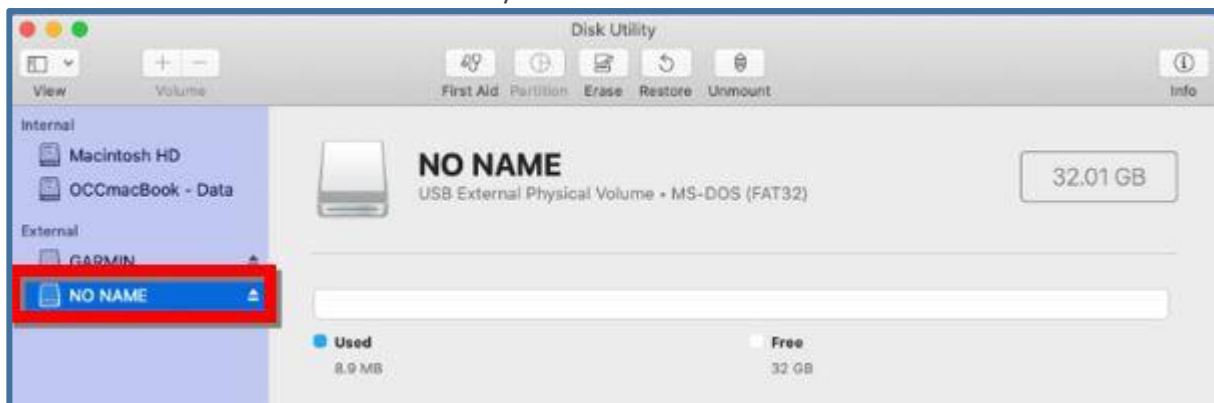 Disk Utility
View Volume First Aid Partition Erase Restore Unmount Info
Internal
Macintosh HD
OCCmacBook - Data
External
GARMIN
NO NAME
NO NAME
USB External Physical Volume • MS-DOS (FAT32)
32.01 GB
Used Free
8.9 MB 32 GB